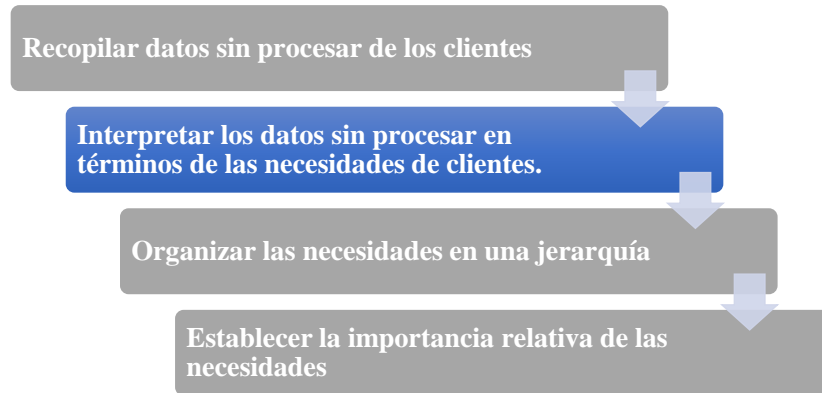 Recopilar datos sin procesar de los clientes
Interpretar los datos sin procesar en
términos de las necesidades de clientes.
Organizar las necesidades en una jerarquía
Establecer la importancia relativa de las
necesidades